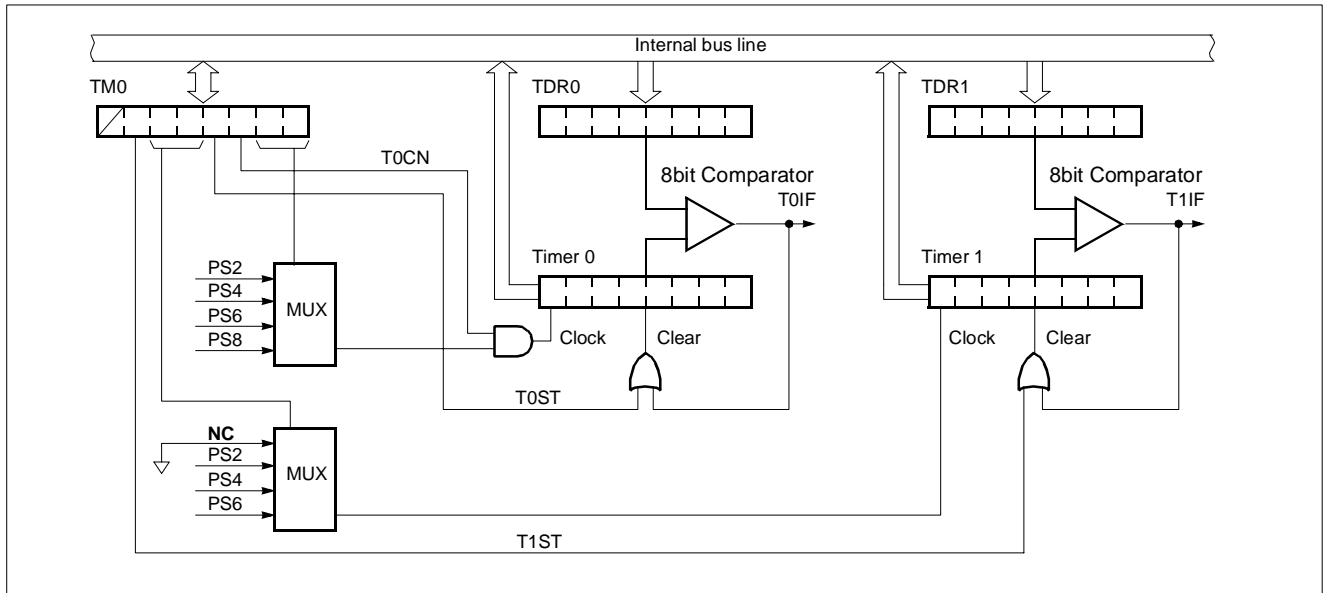 Internal bus line
TM0
TDR0
TDR1
T0CN
8bit Comparator
8bit Comparator
T0IF
T1IF
Timer 0
Timer 1
PS2
PS4
PS6
PS8
MUX
Clock
Clear
Clock
Clear
T0ST
NC
PS2
PS4
PS6
MUX
T1ST